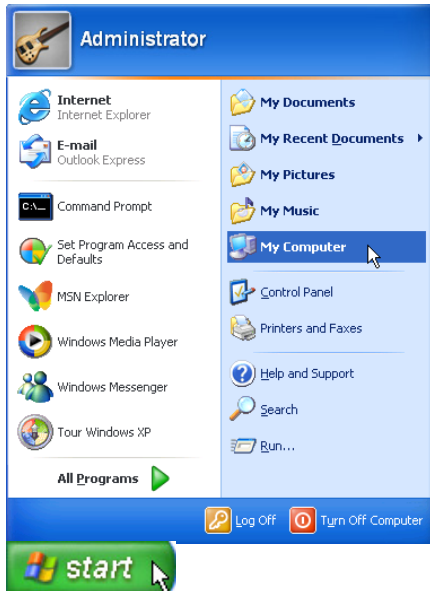 Administrator
Internet
Internet Explorer
E-mail
Outlook Express
C:\_
Command Prompt
Set Program Access and
Defaults
MSN Explorer
Windows Media Player
Windows Messenger
Tour Windows XP
All Programs
My Documents
My Recent Documents
My Pictures
My Music
My Computer
Control Panel
Printers and Faxes
Help and Support
Search
Run...
Log Off
Turn Off Computer
start